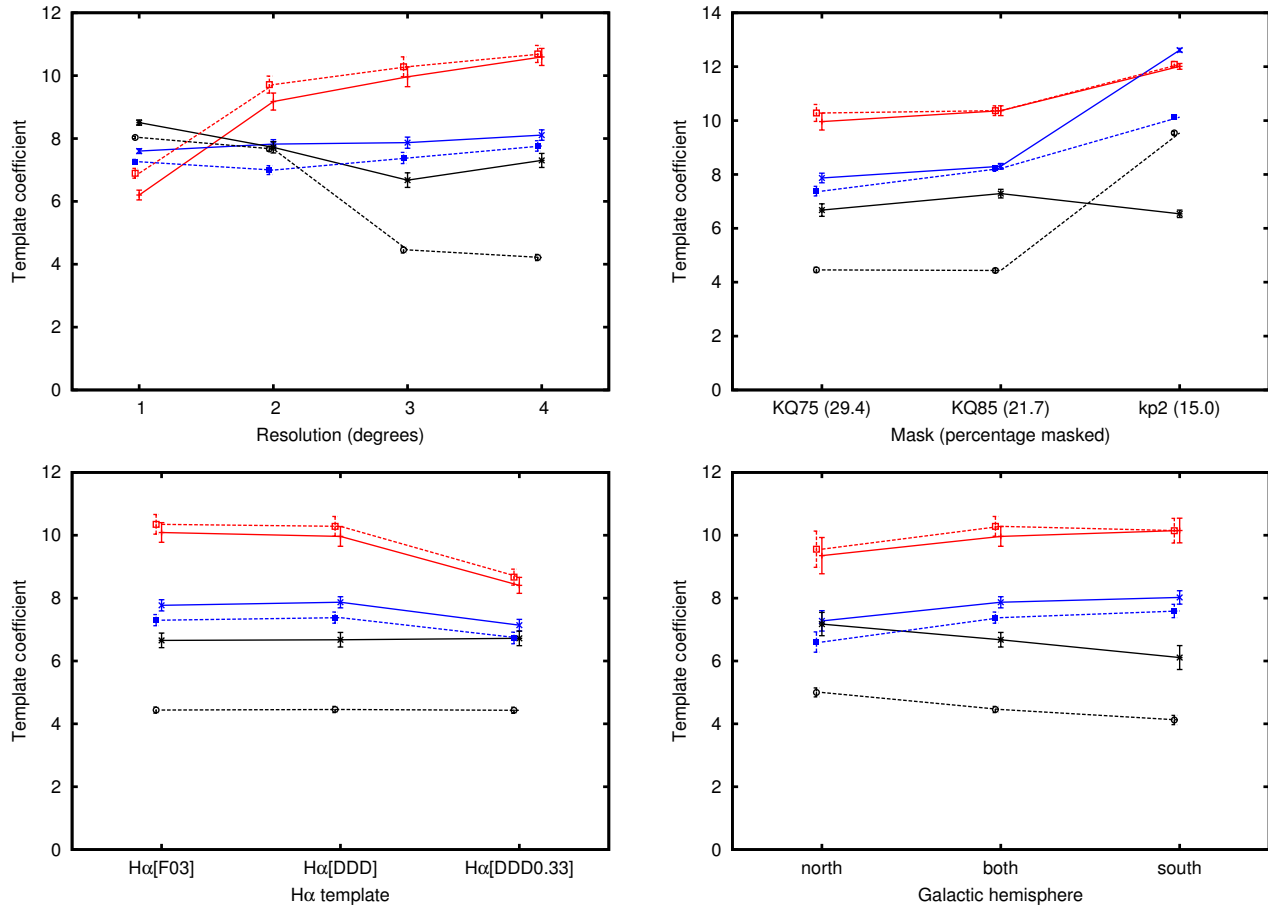 12
10
8
6
4
2
0
Template coefficient
1 2 3 4
Resolution (degrees)
14
12
10
8
6
4
2
0
Template coefficient
KQ75 (29.4) KQ85 (21.7) kp2 (15.0)
Mask (percentage masked)
12
10
8
6
4
2
0
Template coefficient
Hα[F03] Hα[DDD] Hα[DDD0.33]
Hα template
12
10
8
6
4
2
0
Template coefficient
north both south
Galactic hemisphere